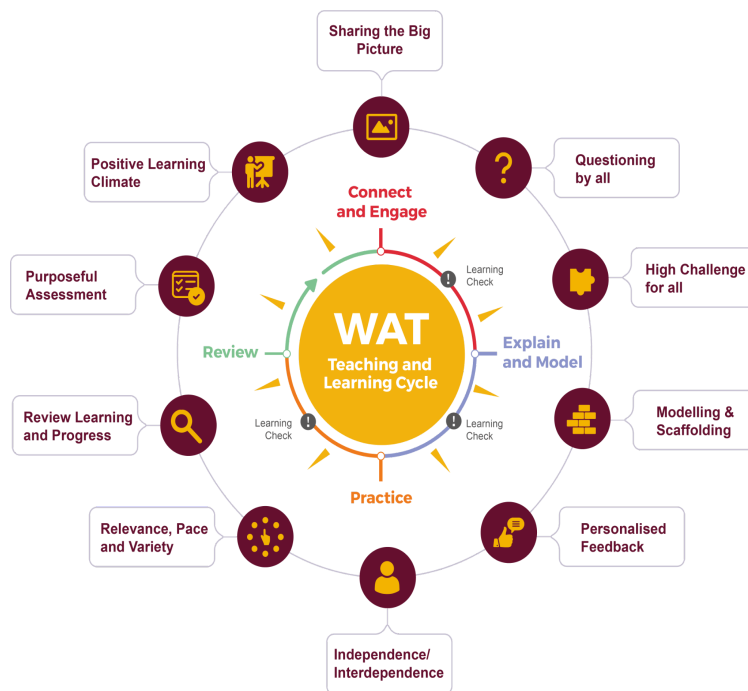 Sharing the Big
Picture
Positive Learning
Climate
Questioning
by all
Connect
and Engage
Purposeful
Assessment
High Challenge
for all
Learning
Check
WAT
Teaching and
Learning Cycle
Review
Explain
and Model
Review Learning
and Progress
Modelling &
Scaffolding
Learning
Check
Learning
Check
Practice
Relevance, Pace
and Variety
Personalised
Feedback
Independence/
Interdependence